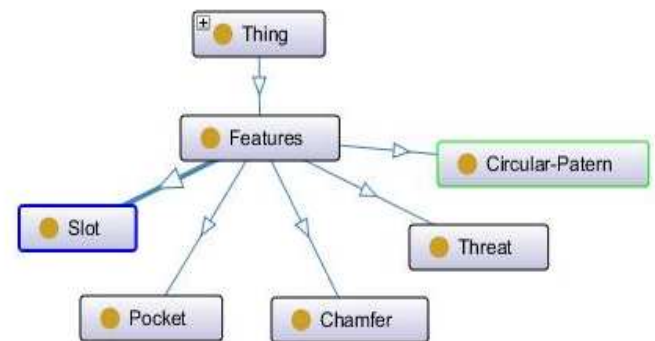 Thing
Features
Circular-Patern
Slot
Threat
Pocket
Chamfer